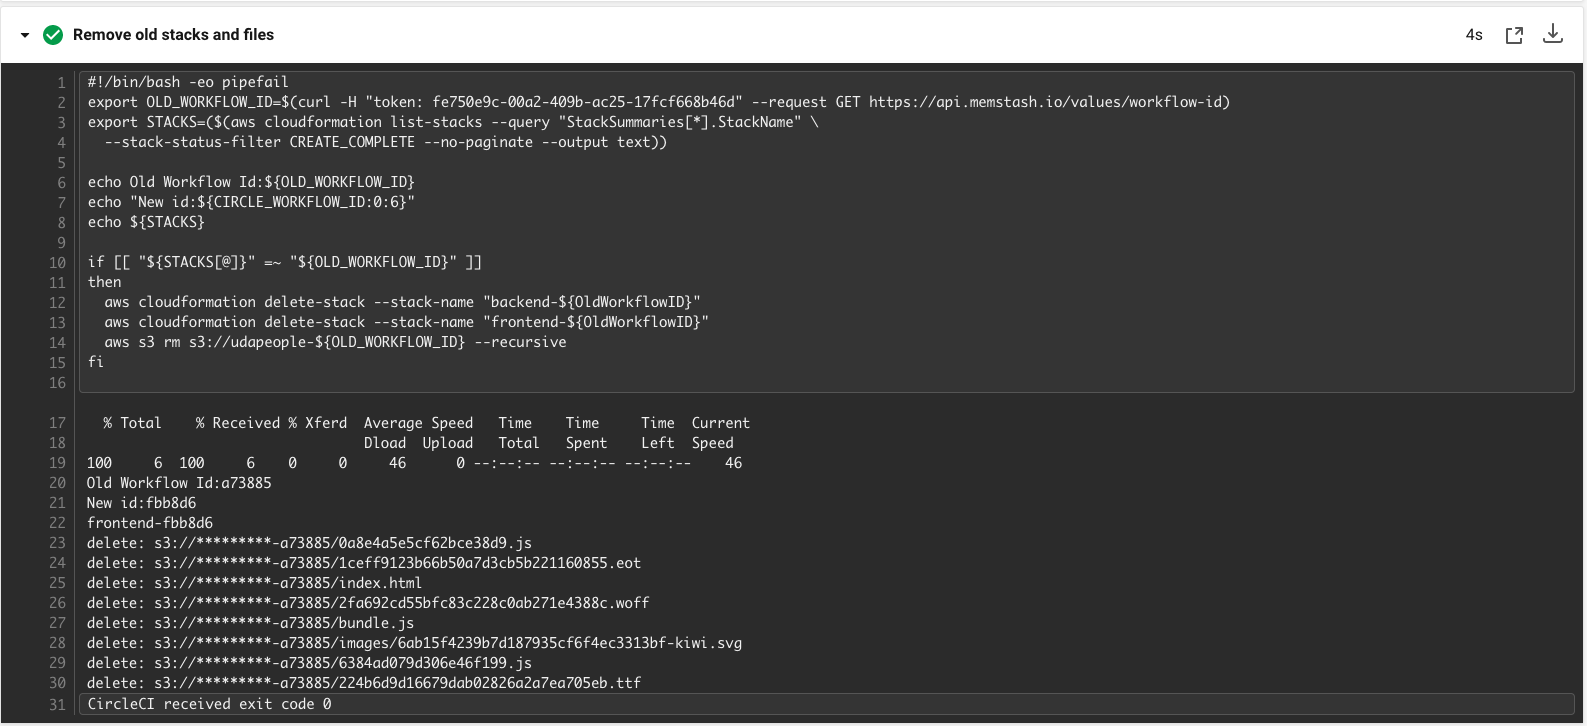 Remove old stacks and files
4s
1 #!/bin/bash -eo pipefail
2 export OLD_WORKFLOW_ID=$(curl -H "token: fe750e9c-00a2-409b-ac25-17fcf668b46d" --request GET https://api.memstash.io/values/workflow-id)
3 export STACKS=($(aws cloudformation list-stacks --query "StackSummaries[*].StackName" \
4   --stack-status-filter CREATE_COMPLETE --no-paginate --output text))
5
6 echo Old Workflow Id:${OLD_WORKFLOW_ID}
7 echo "New id:${CIRCLE_WORKFLOW_ID:0:6}"
8 echo ${STACKS}
9
10 if [[ "${STACKS[@]}" =~ "${OLD_WORKFLOW_ID}" ]]
11 then
12   aws cloudformation delete-stack --stack-name "backend-${OldWorkflowID}"
13   aws cloudformation delete-stack --stack-name "frontend-${OldWorkflowID}"
14   aws s3 rm s3://udapeople-${OLD_WORKFLOW_ID} --recursive
15 fi
16
17   % Total    % Received % Xferd  Average Speed   Time    Time     Time  Current
18                                  Dload  Upload   Total   Spent    Left  Speed
19 100     6  100     6    0     0     46      0 --:--:-- --:--:-- --:--:--    46
20 Old Workflow Id:a73885
21 New id:fbb8d6
22 frontend-fbb8d6
23 delete: s3://*********-a73885/0a8e4a5e5cf62bce38d9.js
24 delete: s3://*********-a73885/1ceff9123b66b50a7d3cb5b221160855.eot
25 delete: s3://*********-a73885/index.html
26 delete: s3://*********-a73885/2fa692cd55bfc83c228c0ab271e4388c.woff
27 delete: s3://*********-a73885/bundle.js
28 delete: s3://*********-a73885/images/6ab15f4239b7d187935cf6f4ec3313bf-kiwi.svg
29 delete: s3://*********-a73885/6384ad079d306e46f199.js
30 delete: s3://*********-a73885/224b6d9d16679dab02826a2a7ea705eb.ttf
31 CircleCI received exit code 0